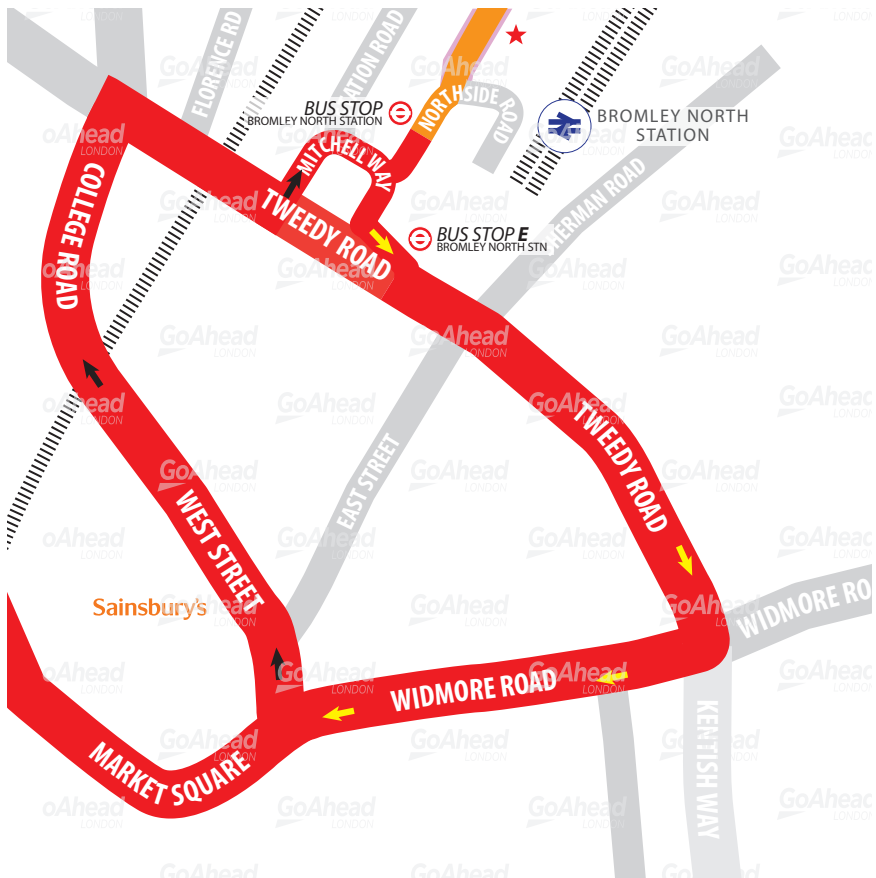 FLORENCE RD
ATION ROAD
BUS STOP
BROMLEY NORTH STATION
NORTHSIDE ROAD
BROMLEY NORTH
STATION
MITCHELL WAY
COLLEGE ROAD
TWEEDY ROAD
BUS STOP E
BROMLEY NORTH STN
HERMAN ROAD
TWEEDY ROAD
EAST STREET
WEST STREET
Sainsbury's
WIDMORE RO
WIDMORE ROAD
KENTISH WAY
MARKET SQUARE
GoAhead
LONDON